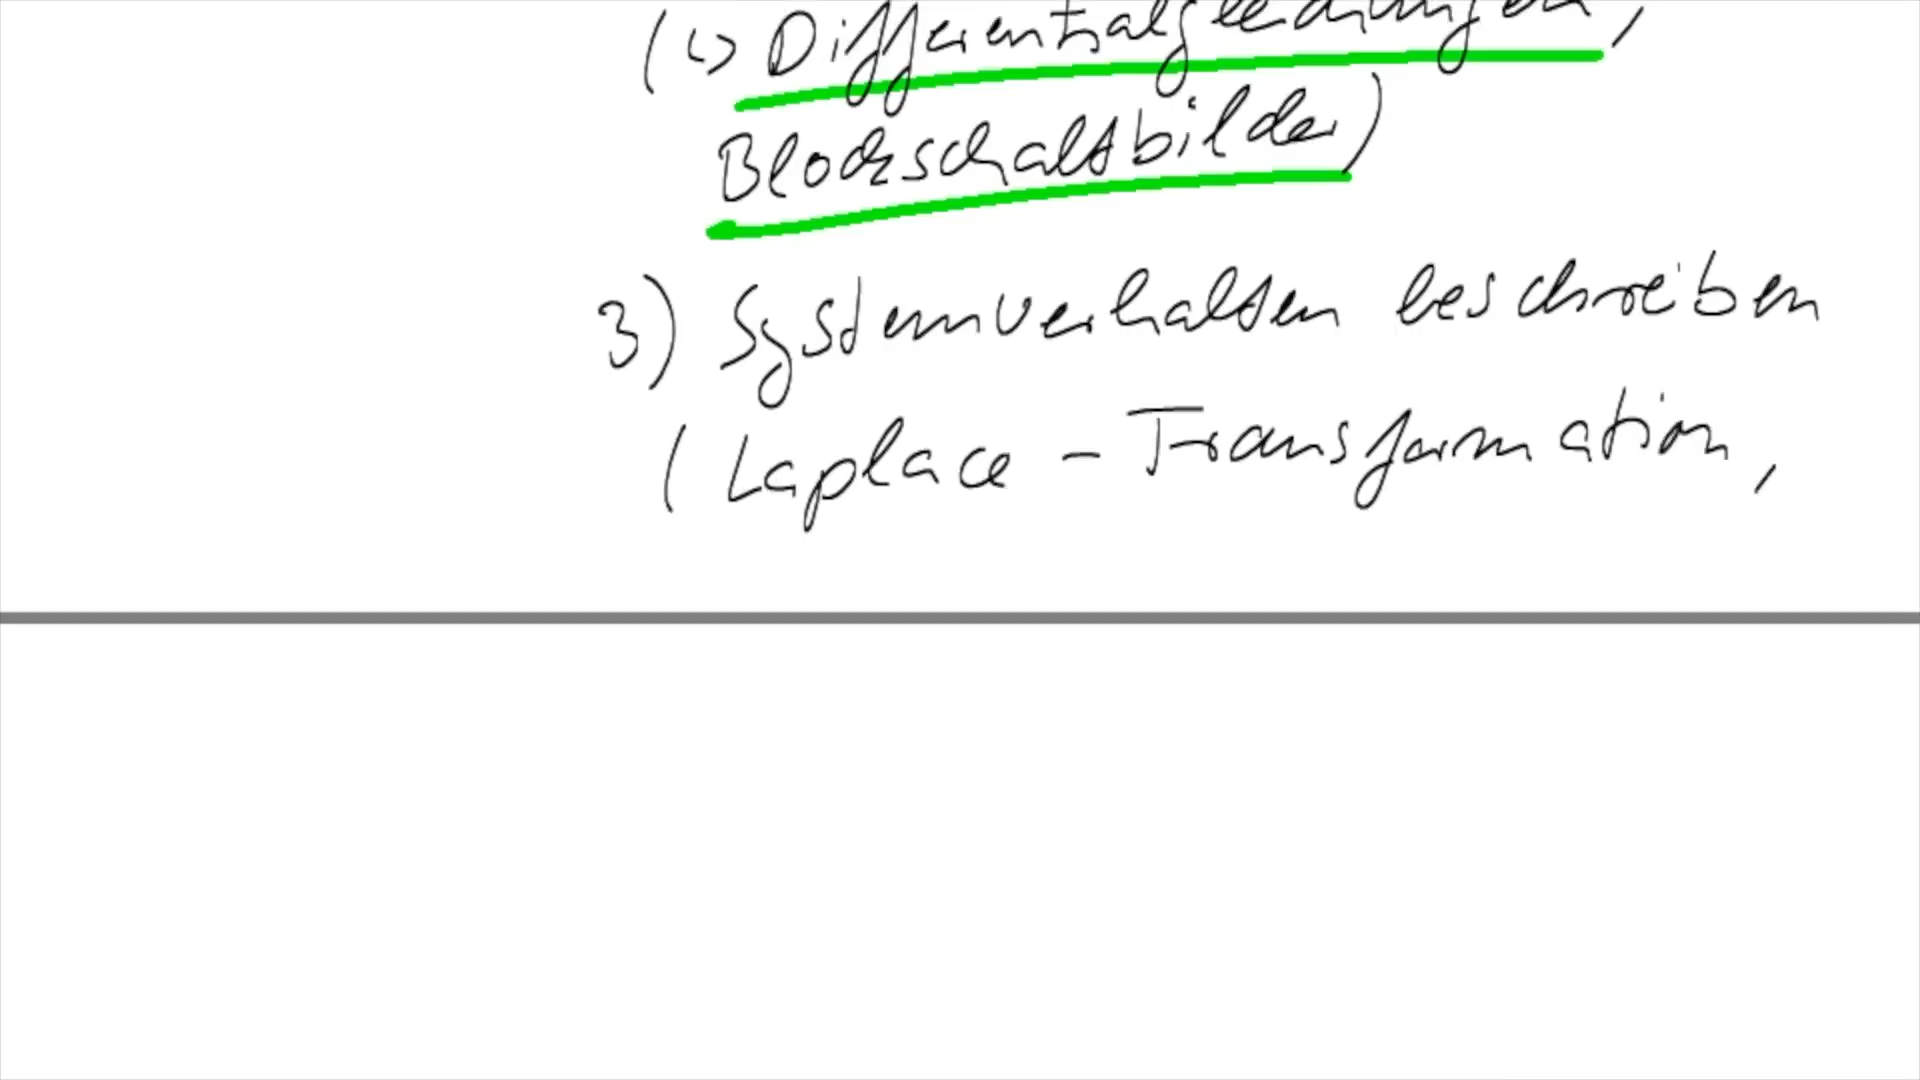 (↳ Differentialgleichungen,
Blockschaltbilder)
3) Systemverhalten beschreiben
( Laplace - Transformation,